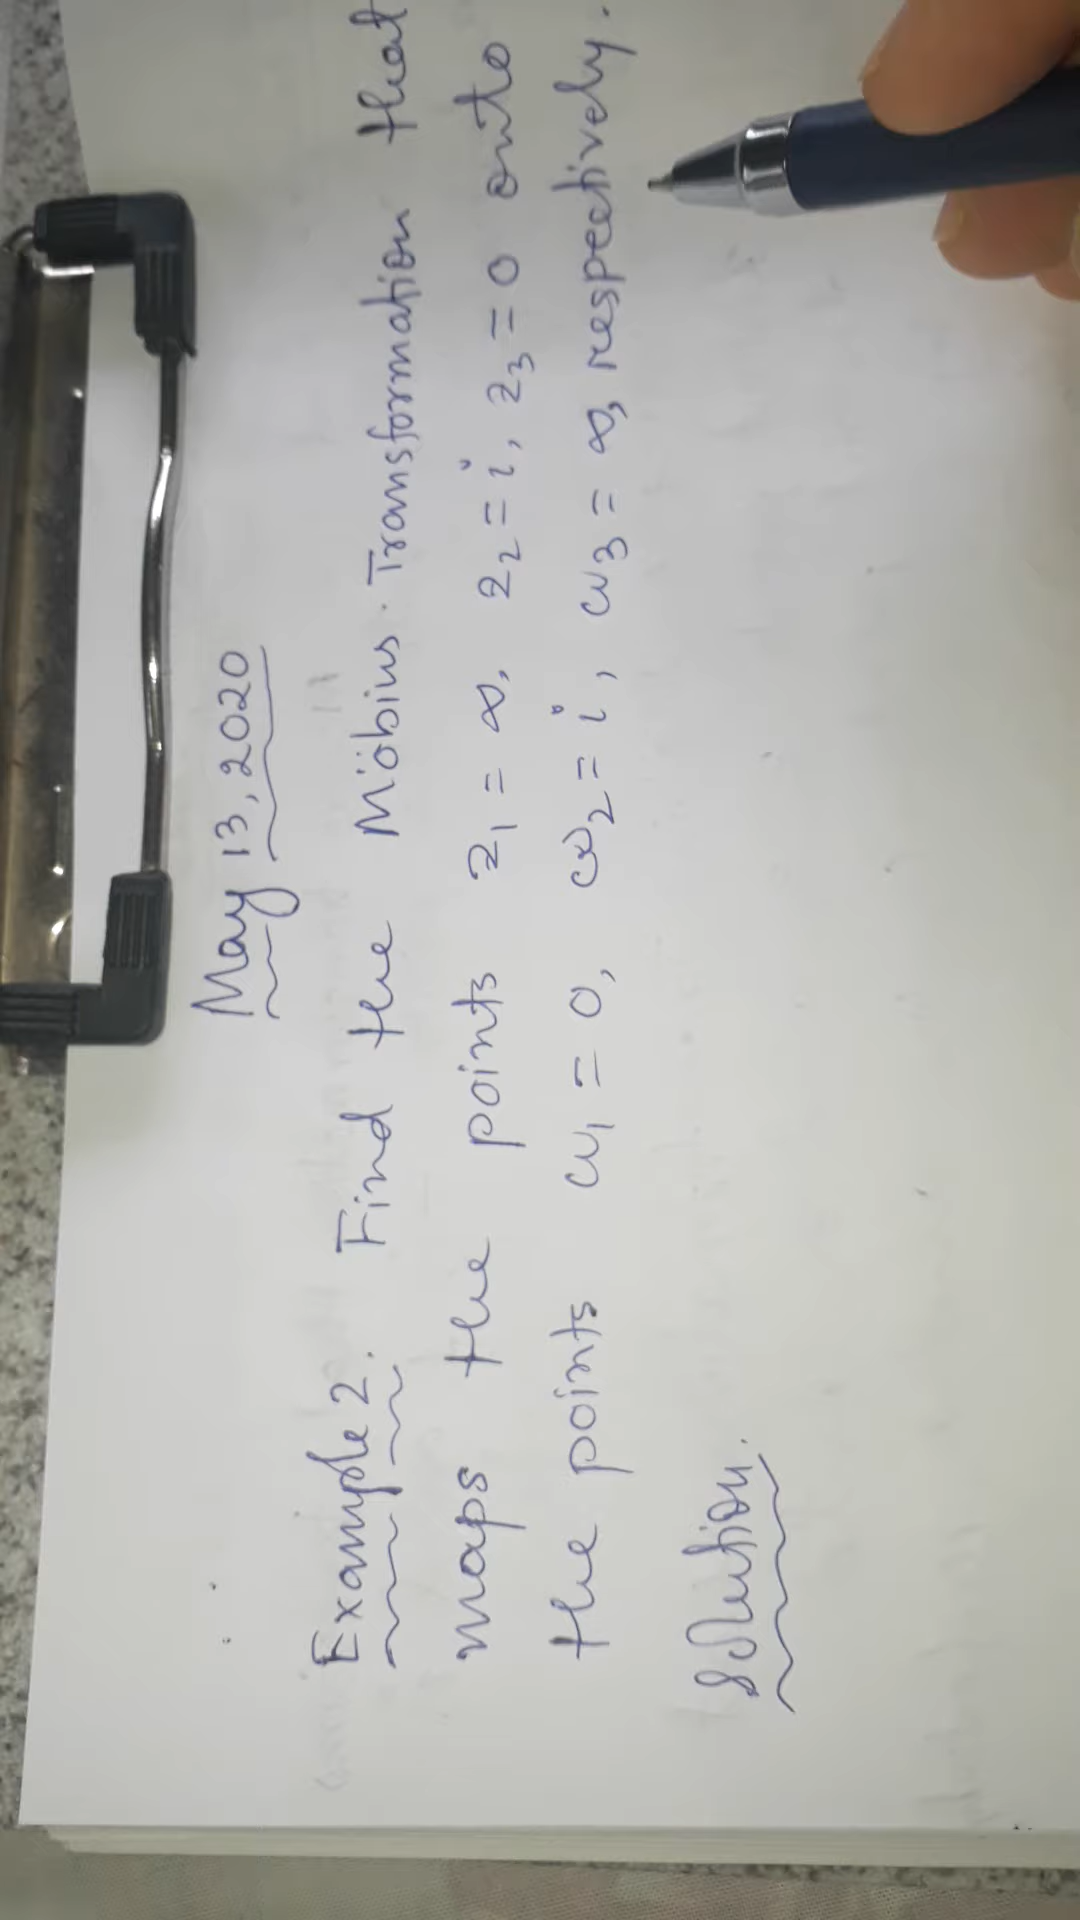 May 13, 2020
Example 2. Find the Möbius Transformation that
maps the points z₁ = ∞, z₂ = i, z₃ = 0 onto
the points w₁ = 0, w₂ = i, w₃ = ∞, respectively.
Solution.